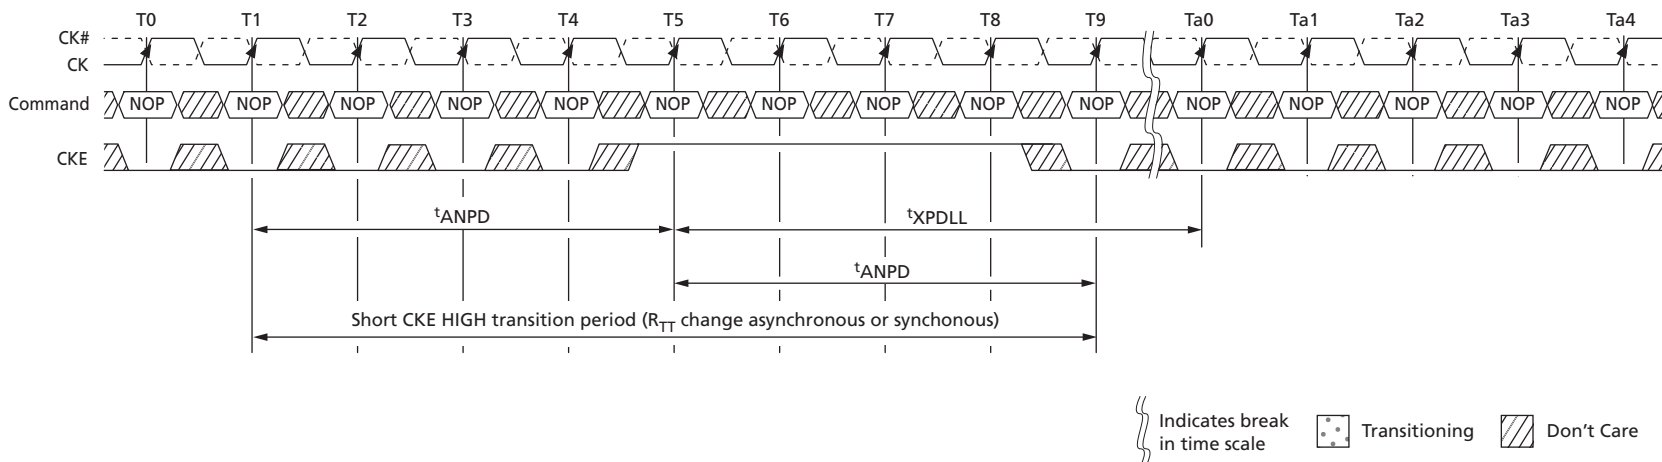 T0 T1 T2 T3 T4 T5 T6 T7 T8 T9 Ta0 Ta1 Ta2 Ta3 Ta4
CK#
CK
Command NOP NOP NOP NOP NOP NOP NOP NOP NOP NOP NOP NOP NOP NOP NOP
CKE
tANPD tXPDLL
tANPD
Short CKE HIGH transition period (RTT change asynchronous or synchonous)
Indicates break
in time scale
Transitioning
Don't Care